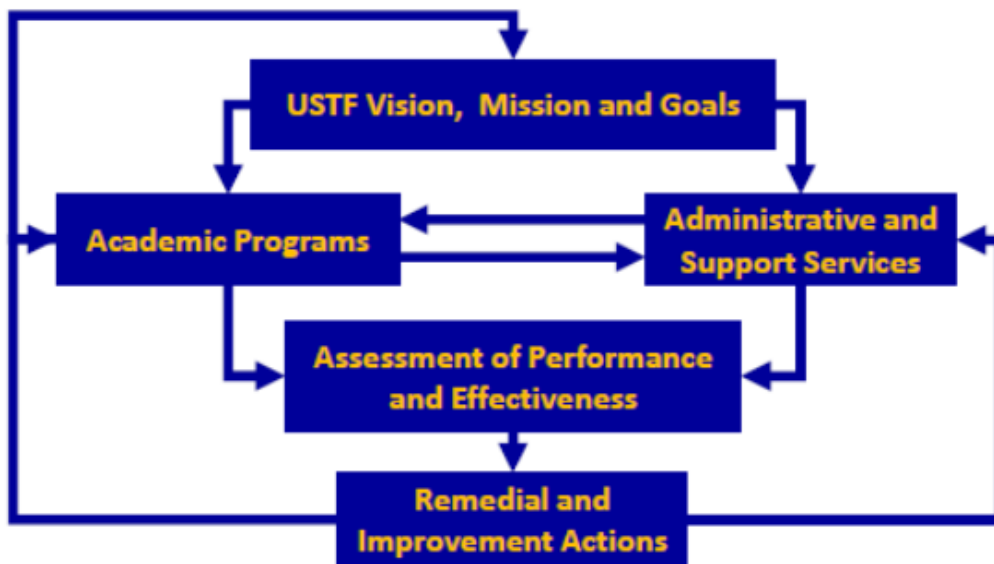 USTF Vision, Mission and Goals
Academic Programs
Administrative and
Support Services
Assessment of Performance
and Effectiveness
Remedial and
Improvement Actions